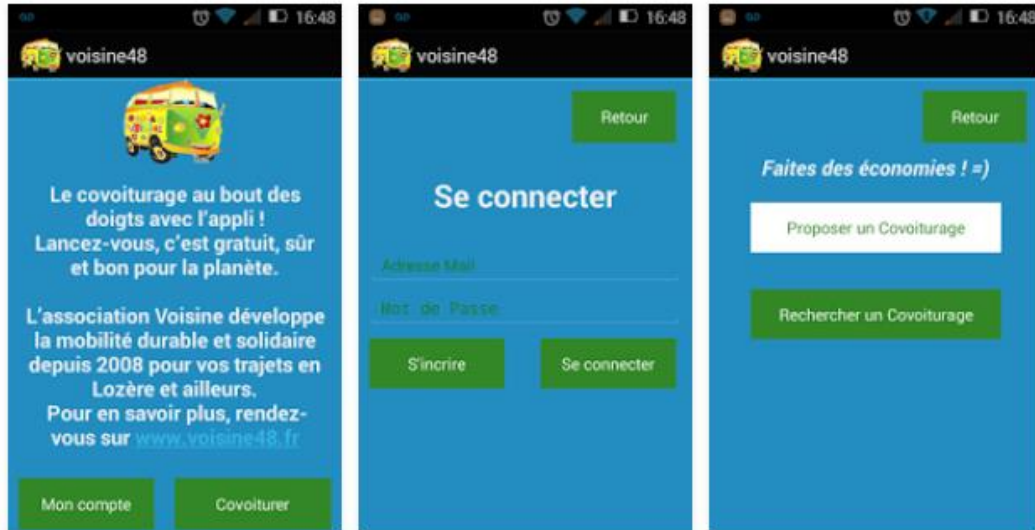 16:48
voisine48
Le covoiturage au bout des
doigts avec l'appli !
Lancez-vous, c'est gratuit, sûr
et bon pour la planète.
L'association Voisine développe
la mobilité durable et solidaire
depuis 2008 pour vos trajets en
Lozère et ailleurs.
Pour en savoir plus, rendez-
vous sur www.voisine48.fr
Mon compte
Covoiturer
16:48
voisine48
Retour
Se connecter
Adresse Mail
Mot de Passe
S'incrire
Se connecter
16:48
voisine48
Retour
Faites des économies ! =)
Proposer un Covoiturage
Rechercher un Covoiturage